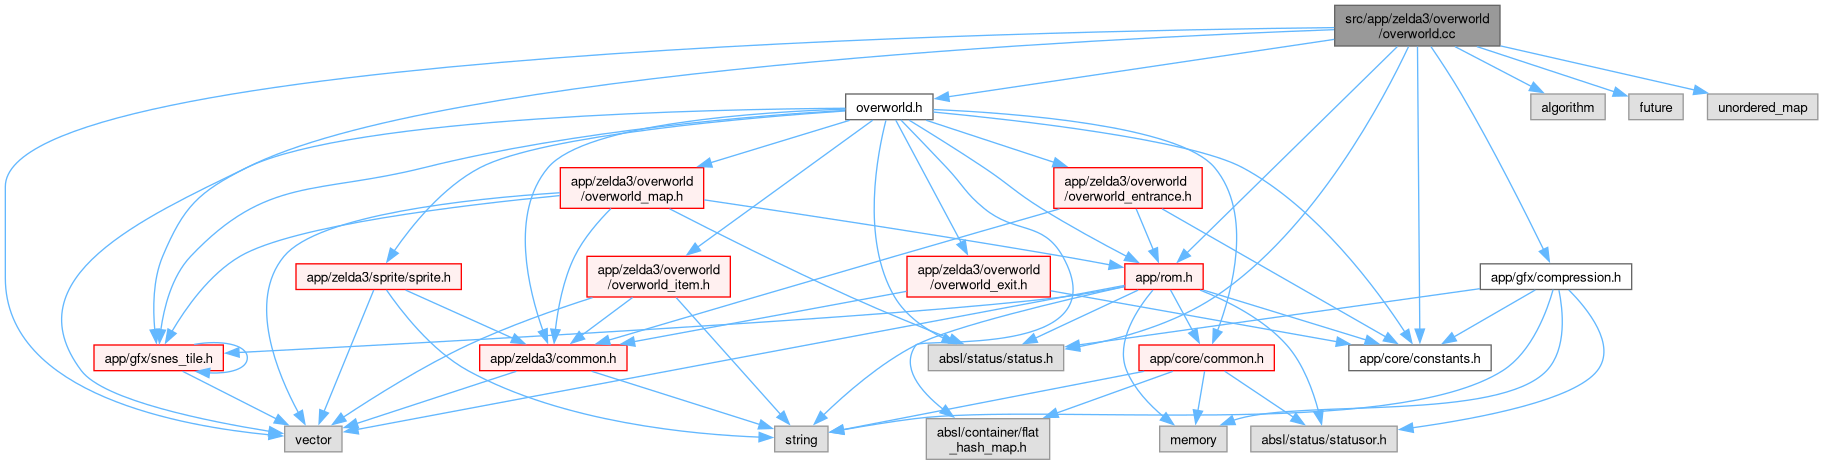 src/app/zelda3/overworld
/overworld.cc
overworld.h
algorithm
future
unordered_map
app/zelda3/overworld
/overworld_map.h
app/zelda3/overworld
/overworld_entrance.h
app/zelda3/sprite/sprite.h
app/zelda3/overworld
/overworld_item.h
app/zelda3/overworld
/overworld_exit.h
app/rom.h
app/gfx/compression.h
app/gfx/snes_tile.h
app/zelda3/common.h
absl/status/status.h
app/core/common.h
app/core/constants.h
vector
string
absl/container/flat
_hash_map.h
memory
absl/status/statusor.h